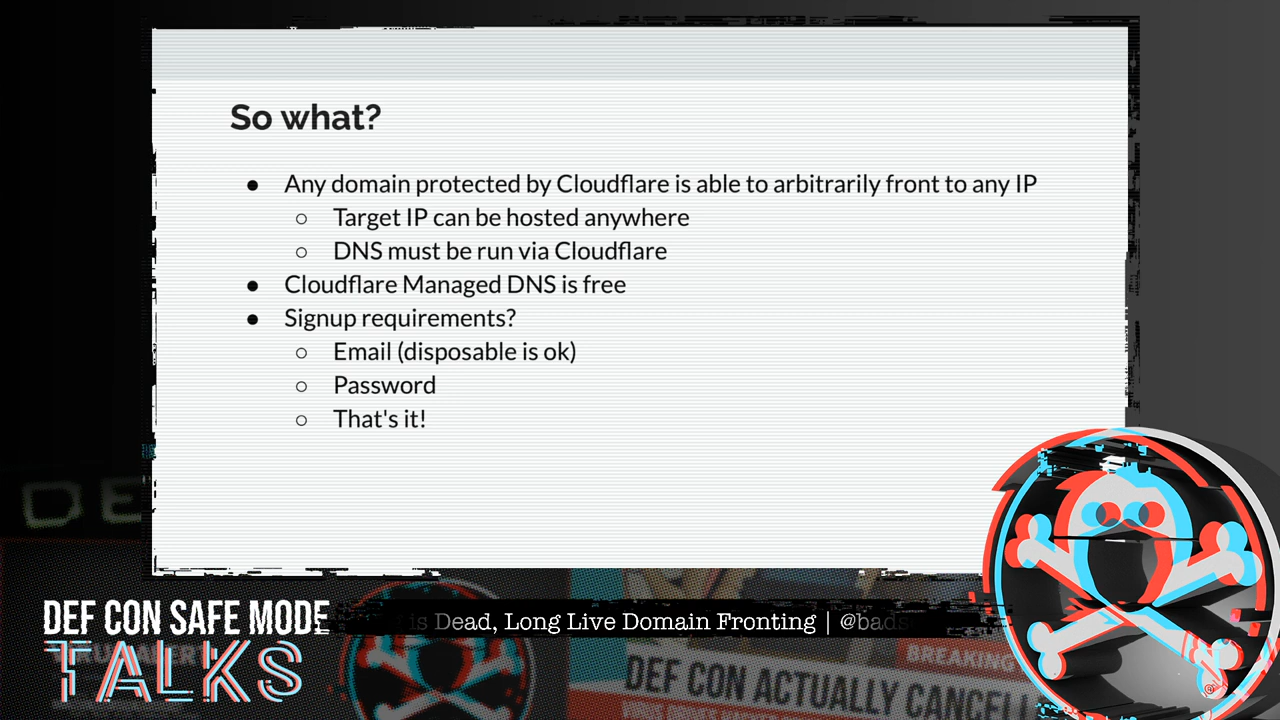 So what?
● Any domain protected by Cloudflare is able to arbitrarily front to any IP
○ Target IP can be hosted anywhere
○ DNS must be run via Cloudflare
● Cloudflare Managed DNS is free
● Signup requirements?
○ Email (disposable is ok)
○ Password
○ That's it!
DEF CON SAFE MODE
TALKS
is Dead, Long Live Domain Fronting | @bads
BREAKING
DEF CON ACTUALLY CANCELL